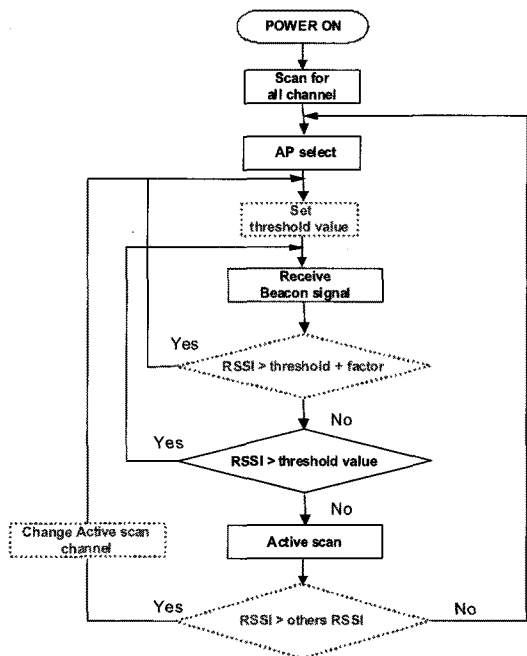 POWER ON
Scan for
all channel
AP select
Set
threshold value
Receive
Beacon signal
Yes
RSSI > threshold + factor
No
Yes
RSSI > threshold value
No
Change Active scan
channel
Active scan
Yes
RSSI > others RSSI
No